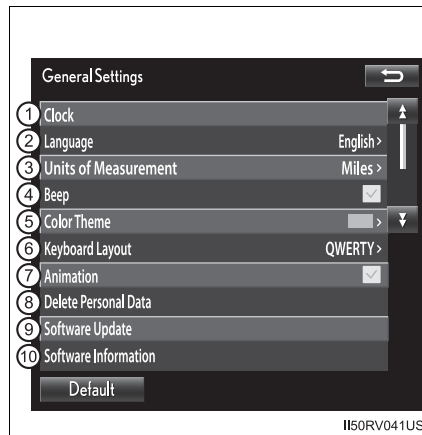 General Settings
1 Clock
2 Language English >
3 Units of Measurement Miles >
4 Beep
5 Color Theme >
6 Keyboard Layout QWERTY >
7 Animation
8 Delete Personal Data
9 Software Update
10 Software Information
Default
II50RV041US